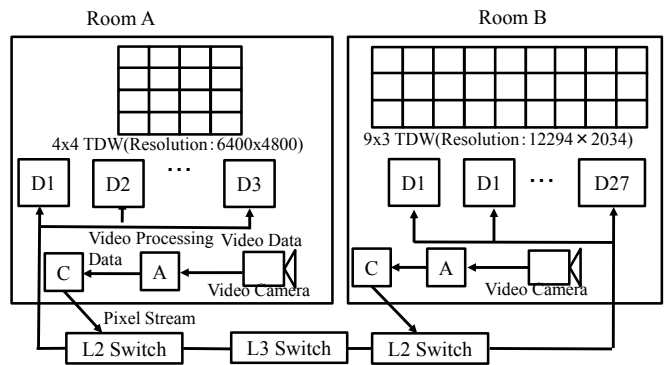 Room A
Room B
4x4 TDW(Resolution:6400x4800)
9x3 TDW(Resolution:12294×2034)
D1
D2
...
D3
D1
D1
...
D27
Video Processing
Data
Video Data
C
A
Video Camera
C
A
Video Camera
Pixel Stream
L2 Switch
L3 Switch
L2 Switch